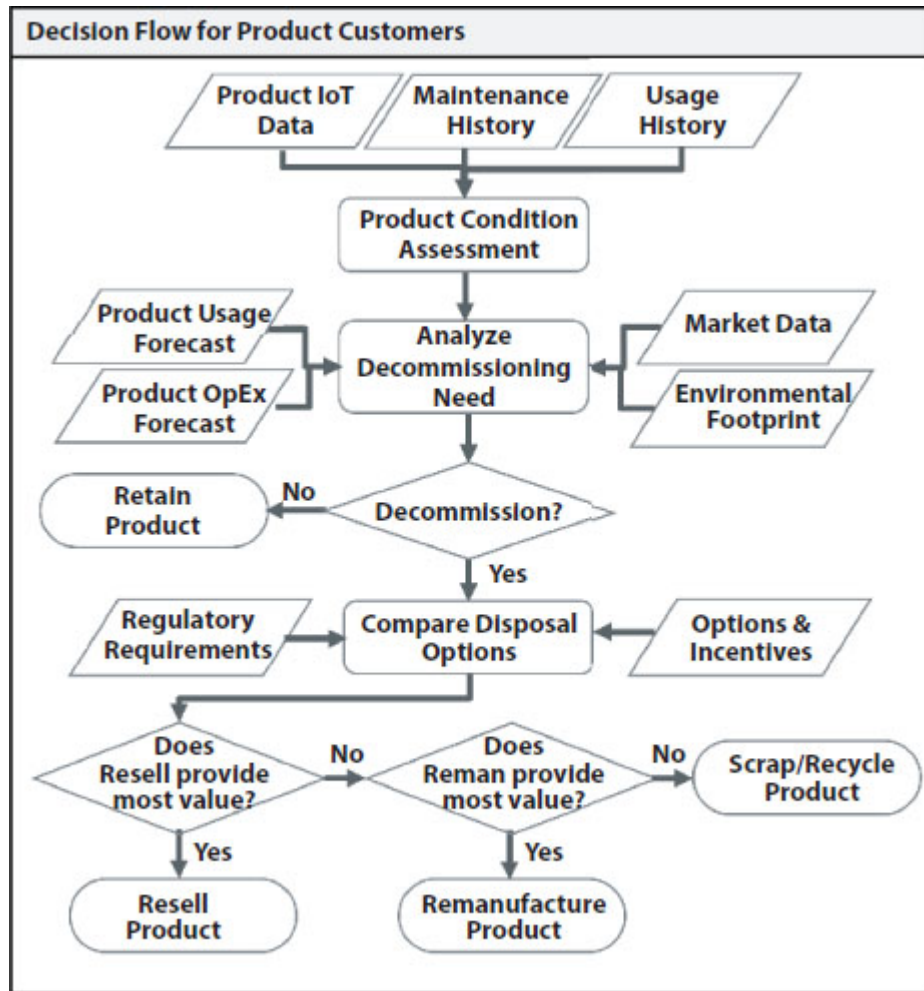 Decision Flow for Product Customers
Product IoT
Data
Maintenance
History
Usage
History
Product Condition
Assessment
Product Usage
Forecast
Product OpEx
Forecast
Analyze
Decommissioning
Need
Market Data
Environmental
Footprint
Retain
Product
No
Decommission?
Yes
Regulatory
Requirements
Compare Disposal
Options
Options &
Incentives
Does
Resell provide
most value?
No
Does
Reman provide
most value?
No
Scrap/Recycle
Product
Yes
Yes
Resell
Product
Remanufacture
Product